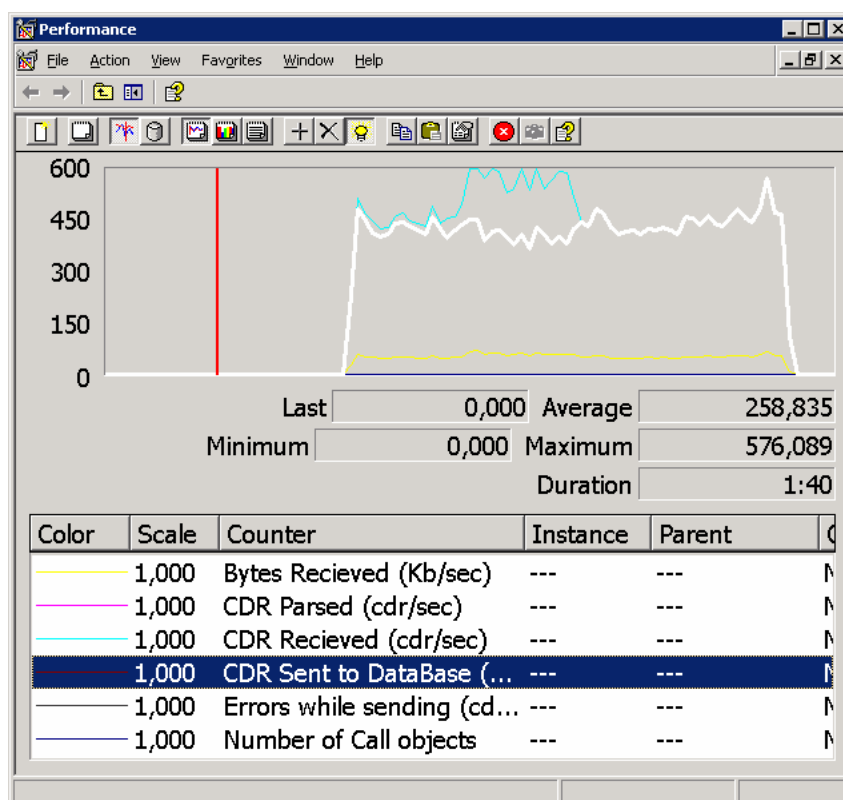 Performance
File Action View Favorites Window Help
600
450
300
150
0
Last 0,000 Average 258,835
Minimum 0,000 Maximum 576,089
Duration 1:40
Color Scale Counter Instance Parent
1,000 Bytes Recieved (Kb/sec) --- ---
1,000 CDR Parsed (cdr/sec) --- ---
1,000 CDR Recieved (cdr/sec) --- ---
1,000 CDR Sent to DataBase (... --- ---
1,000 Errors while sending (cd... --- ---
1,000 Number of Call objects --- ---